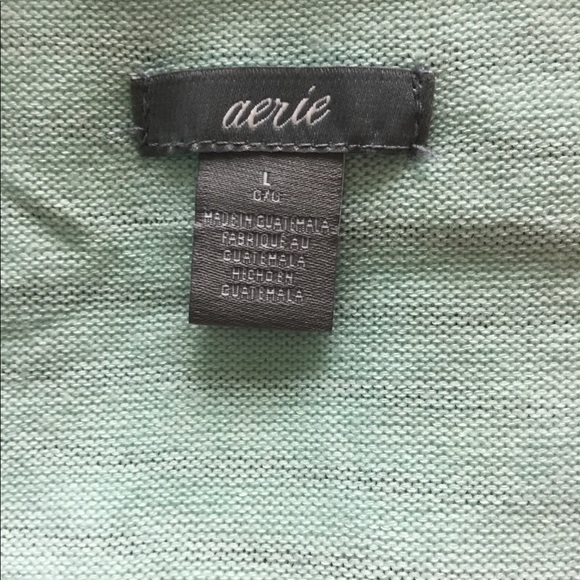 aerie
L
G/G
MADE IN GUATEMALA
FABRIQUÉ AU
GUATEMALA
HECHO EN
GUATEMALA